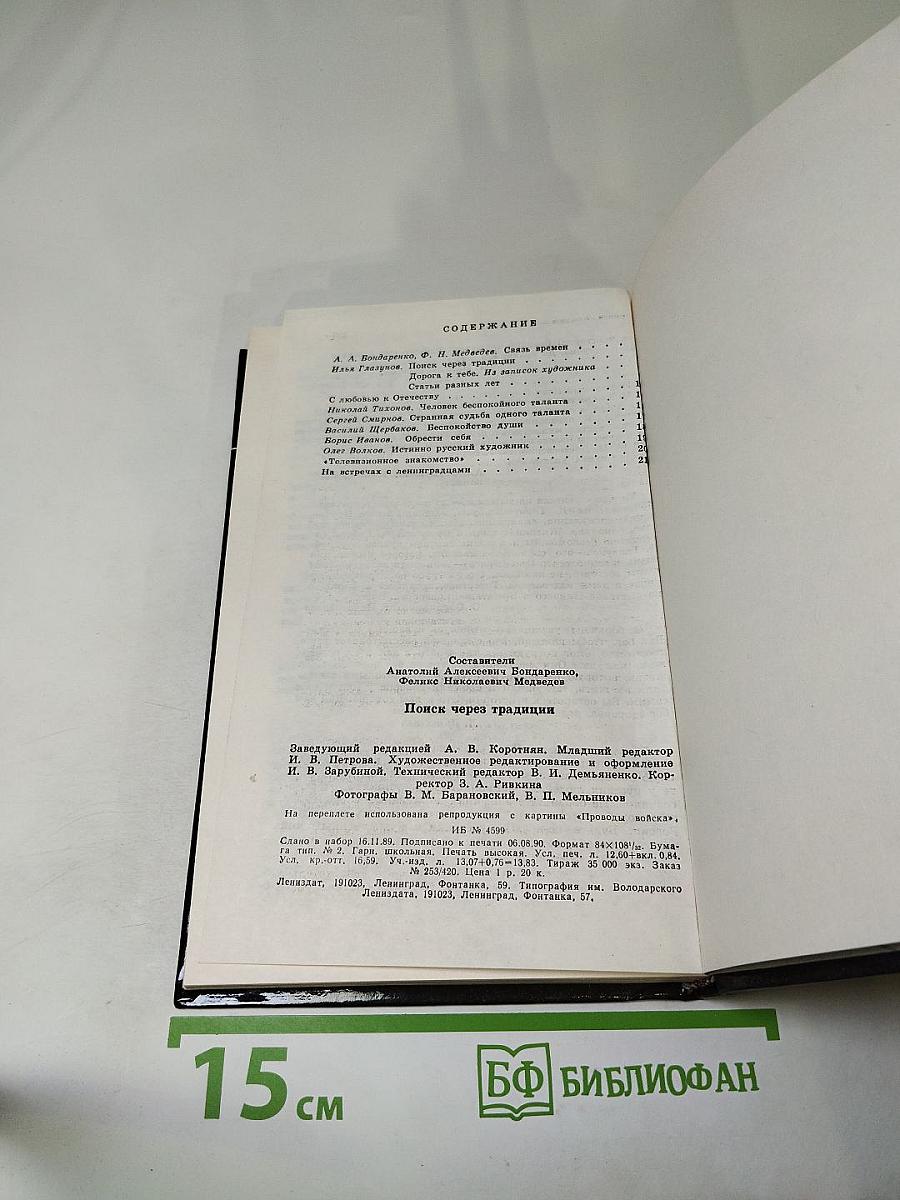 СОДЕРЖАНИЕ
А. А. Бондаренко, Ф. Н. Медведев. Связь времен . . . .
Илья Глазунов. Поиск через традиции . . . . . . .
Дорога к тебе. Из записок художника . .
Статьи разных лет . . . . . . . . . 1
С любовью к Отечеству . . . . . . . . . . . . . 1
Николай Тихонов. Человек беспокойного таланта . . . . 1
Сергей Смирнов. Странная судьба одного таланта . . . . 1
Василий Щербаков. Беспокойство души . . . . . . . 18
Борис Иванов. Обрести себя . . . . . . . . . . . 19
Олег Волков. Истинно русский художник . . . . . . . 20
«Телевизионное знакомство» . . . . . . . . . . . 21
На встречах с ленинградцами . . . . . . . . . . .
Составители
Анатолий Алексеевич Бондаренко,
Феликс Николаевич Медведев
Поиск через традиции
Заведующий редакцией А. В. Коротнян. Младший редактор
И. В. Петрова. Художественное редактирование и оформление
И. В. Зарубиной. Технический редактор В. И. Демьяненко. Кор-
ректор З. А. Ривкина
Фотографы В. М. Барановский, В. П. Мельников
На переплете использована репродукция с картины «Проводы войска».
ИБ № 4599
Сдано в набор 16.11.89. Подписано к печати 06.08.90. Формат 84×108¹/₃₂. Бума-
га тип. № 2. Гарн. школьная. Печать высокая. Усл. печ. л. 12,60+вкл. 0,84.
Усл. кр.-отт. 16,59. Уч.-изд. л. 13,07+0,76=13,83. Тираж 35 000 экз. Заказ
№ 253/420. Цена 1 р. 20 к.
Лениздат, 191023, Ленинград, Фонтанка, 59. Типография им. Володарского
Лениздата, 191023, Ленинград, Фонтанка, 57.
15 см
БФ БИБЛИОФАН